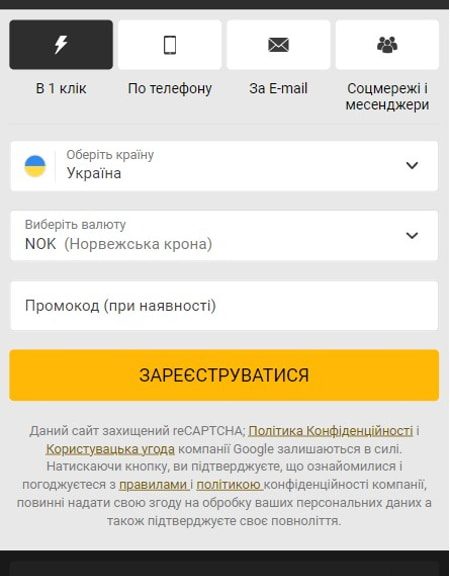 В 1 клік
По телефону
За E-mail
Соцмережі і
месенджери
Оберіть країну
Україна
Виберіть валюту
NOK (Норвежська крона)
Промокод (при наявності)
ЗАРЕЄСТРУВАТИСЯ
Даний сайт захищений reCAPTCHA; Політика Конфіденційності і
Користувацька угода компанії Google залишаються в силі.
Натискаючи кнопку, ви підтверджуєте, що ознайомилися і
погоджуєтеся з правилами і політикою конфіденційності компанії,
повинні надати свою згоду на обробку ваших персональних даних а
також підтверджуєте своє повноліття.